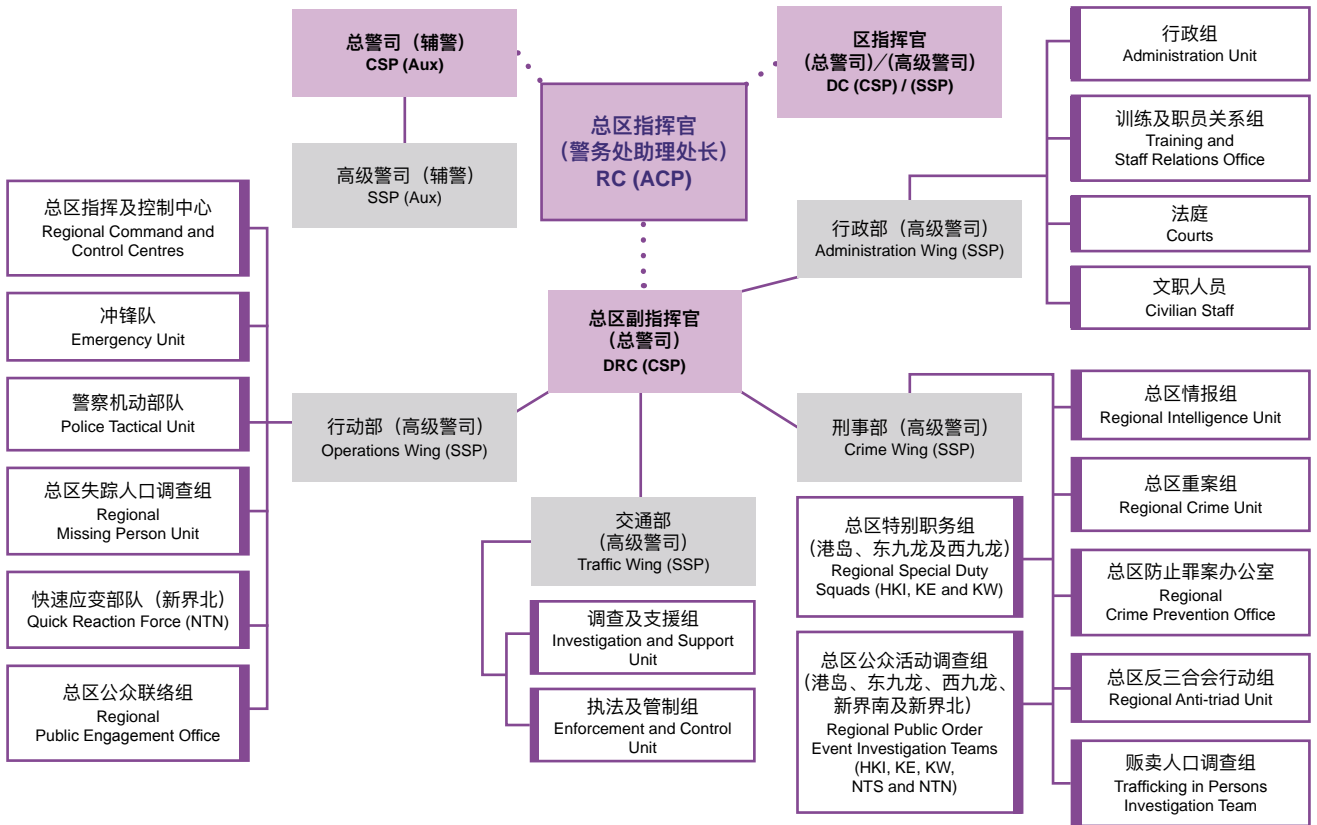 总警司（辅警）
CSP (Aux)
区指挥官
(总警司)／(高级警司)
DC (CSP) / (SSP)
行政组
Administration Unit
总区指挥官
（警务处助理处长）
RC (ACP)
训练及职员关系组
Training and
Staff Relations Office
高级警司（辅警）
SSP (Aux)
总区指挥及控制中心
Regional Command and
Control Centres
行政部（高级警司）
Administration Wing (SSP)
法庭
Courts
文职人员
Civilian Staff
冲锋队
Emergency Unit
总区副指挥官
（总警司）
DRC (CSP)
警察机动部队
Police Tactical Unit
行动部（高级警司）
Operations Wing (SSP)
刑事部（高级警司）
Crime Wing (SSP)
总区情报组
Regional Intelligence Unit
总区失踪人口调查组
Regional
Missing Person Unit
交通部
（高级警司）
Traffic Wing (SSP)
总区特别职务组
（港岛、东九龙及西九龙）
Regional Special Duty
Squads (HKI, KE and KW)
总区重案组
Regional Crime Unit
总区防止罪案办公室
Regional
Crime Prevention Office
快速应变部队（新界北）
Quick Reaction Force (NTN)
调查及支援组
Investigation and Support
Unit
总区公众活动调查组
（港岛、东九龙、西九龙、
新界南及新界北）
Regional Public Order
Event Investigation Teams
(HKI, KE, KW,
NTS and NTN)
总区反三合会行动组
Regional Anti-triad Unit
总区公众联络组
Regional
Public Engagement Office
执法及管制组
Enforcement and Control
Unit
贩卖人口调查组
Trafficking in Persons
Investigation Team